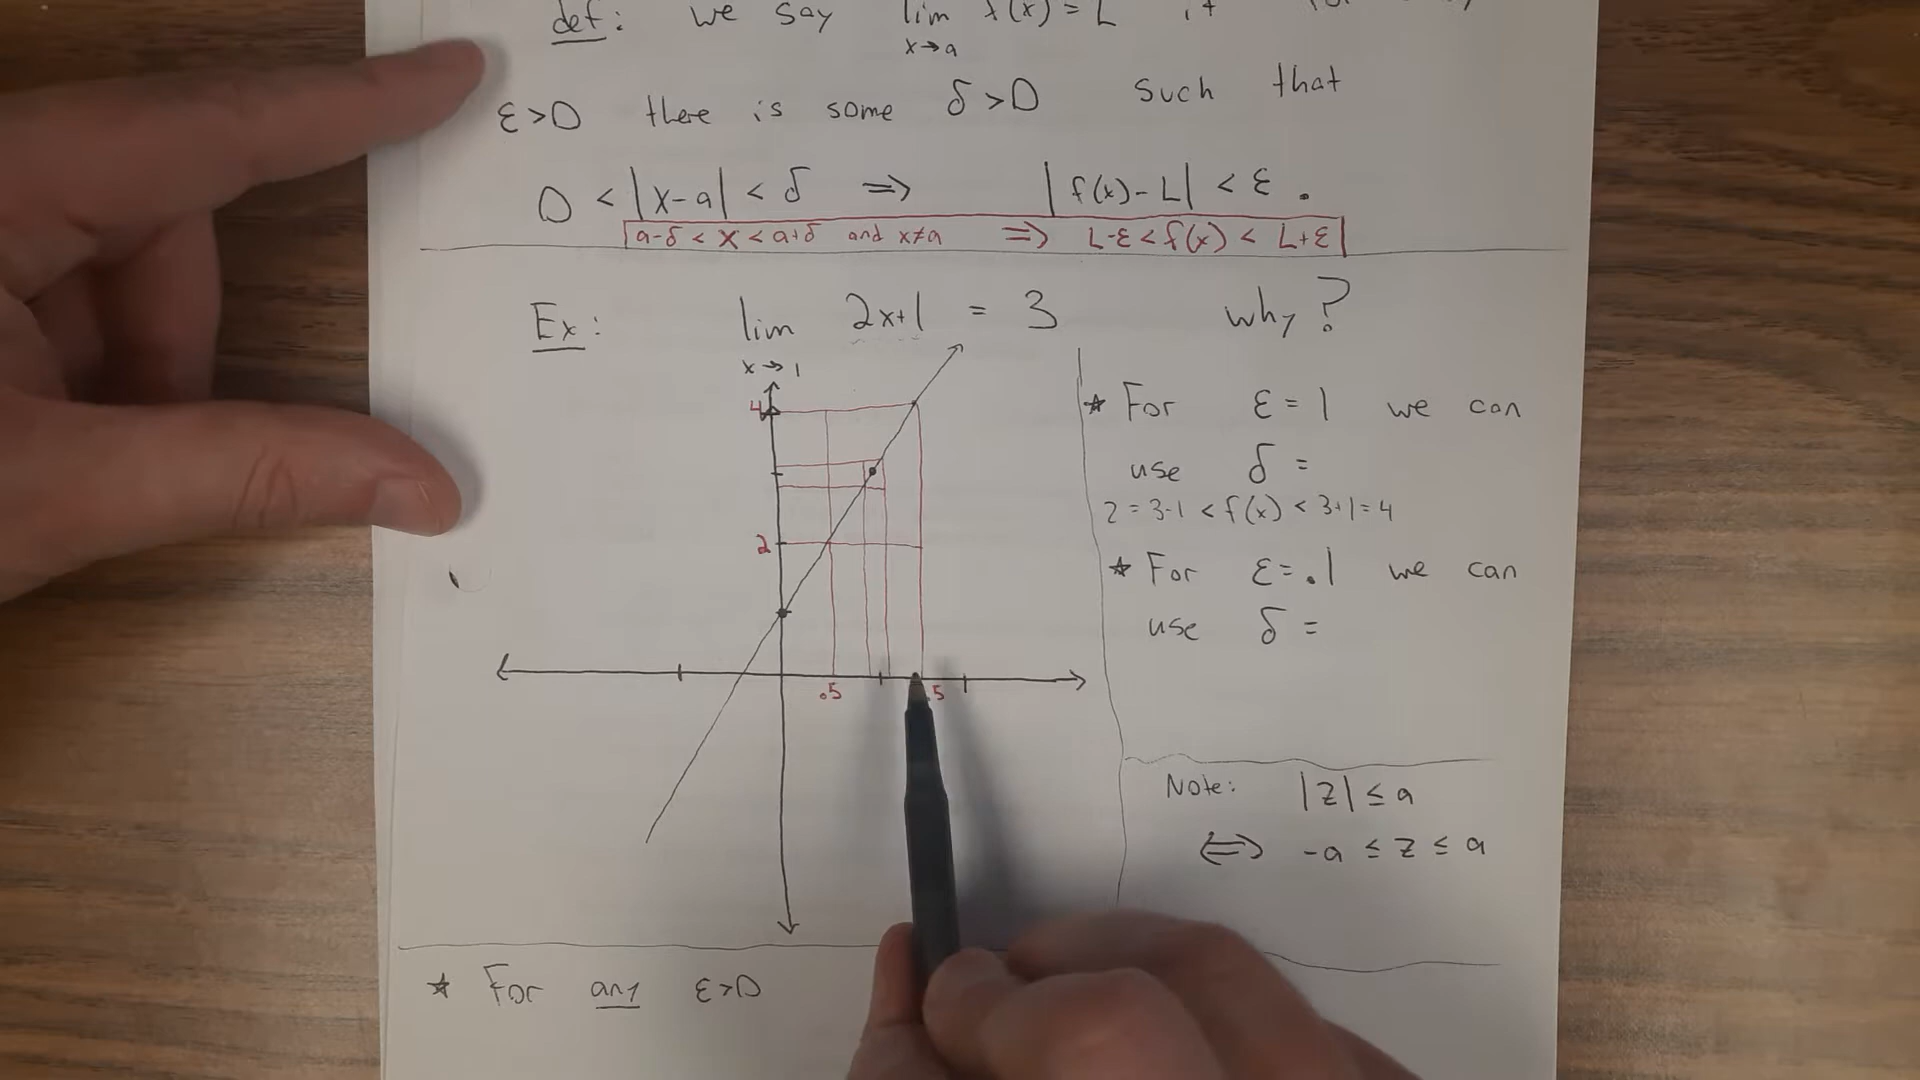 def: we say lim f(x) = L if
x→a
ε>0 there is some δ>0 such that
0 < |x-a| < δ ⇒ |f(x)-L| < ε.
a-δ < x < a+δ and x≠a ⇒ L-ε < f(x) < L+ε
Ex: lim 2x+1 = 3 why?
x→1
4
2
.5
.5
★ For ε = 1 we can
use δ =
2 = 3-1 < f(x) < 3+1 = 4
★ For ε = .1 we can
use δ =
Note: |z| ≤ a
⟺ -a ≤ z ≤ a
★ For any ε>0